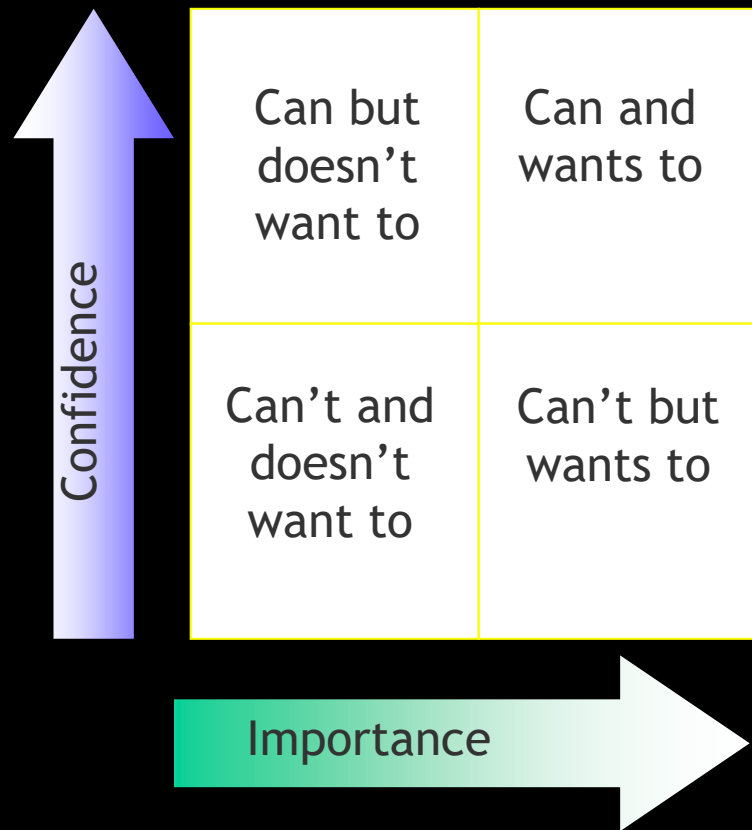 Can but
doesn’t
want to
Can and
wants to
Confidence
Can’t and
doesn’t
want to
Can’t but
wants to
Importance